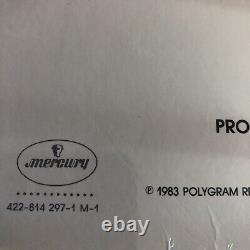 PRO
mercury
422-814 297-1 M-1
℗ 1983 POLYGRAM RE